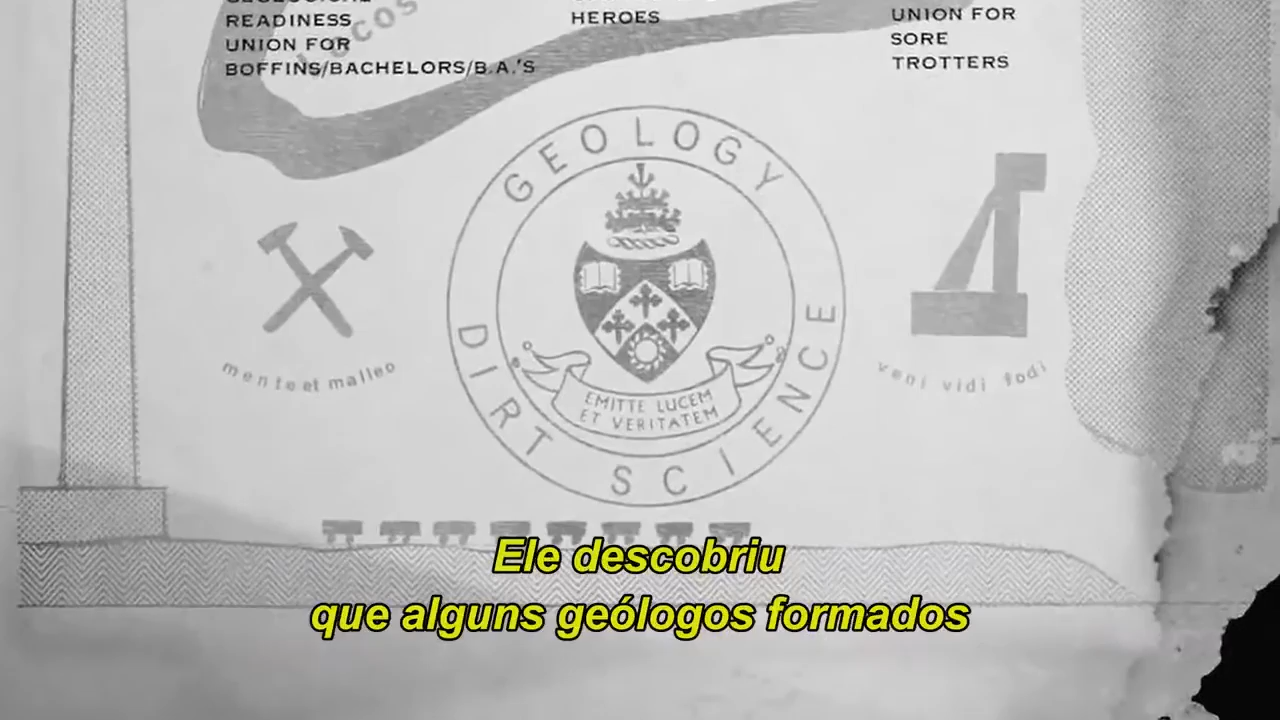 READINESS
UNION FOR
BOFFINS/BACHELORS/B.A.'S
HEROES
UNION FOR
SORE
TROTTERS
GEOLOGY
DIRT SCIENCE
EMITTE LUCEM
ET VERITATEM
mente et malleo
veni vidi fodi
Ele descobriu
que alguns geólogos formados